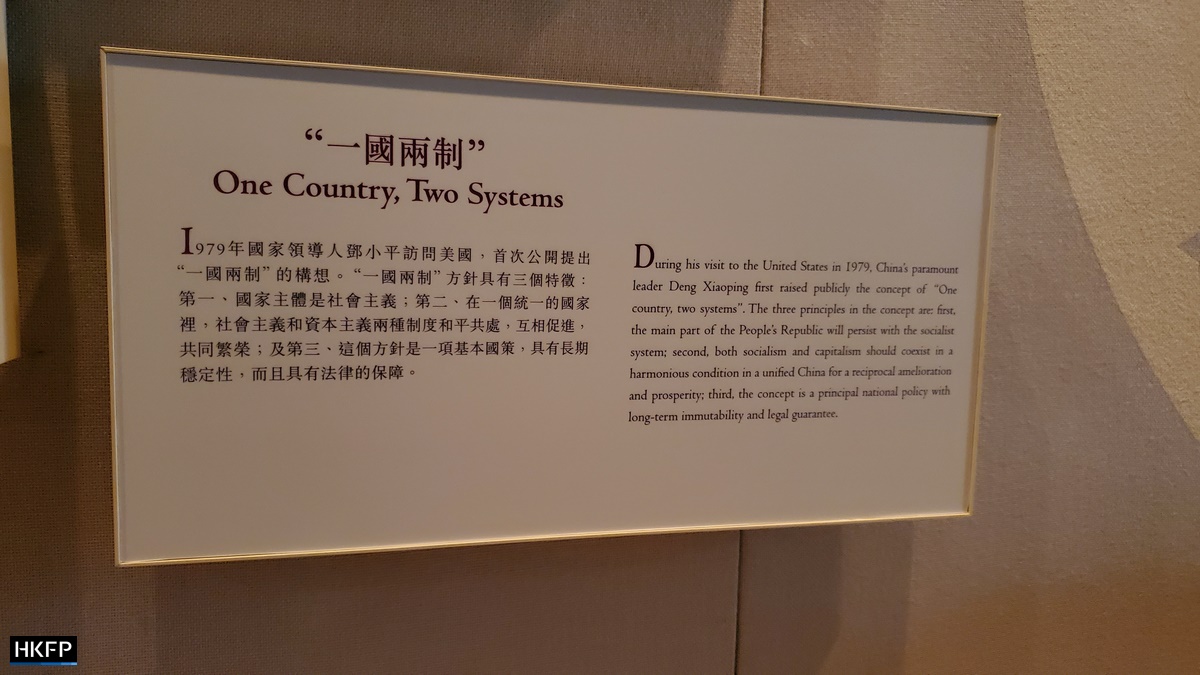 “一國兩制”
One Country, Two Systems
I979年國家領導人鄧小平訪問美國，首次公開提出
“一國兩制”的構想。“一國兩制”方針具有三個特徵：
第一、國家主體是社會主義；第二、在一個統一的國家
裡，社會主義和資本主義兩種制度和平共處，互相促進，
共同繁榮；及第三、這個方針是一項基本國策，具有長期
穩定性，而且具有法律的保障。
During his visit to the United States in 1979, China's paramount
leader Deng Xiaoping first raised publicly the concept of “One
country, two systems”. The three principles in the concept are: first,
the main part of the People's Republic will persist with the socialist
system; second, both socialism and capitalism should coexist in a
harmonious condition in a unified China for a reciprocal amelioration
and prosperity; third, the concept is a principal national policy with
long-term immutability and legal guarantee.
HKFP